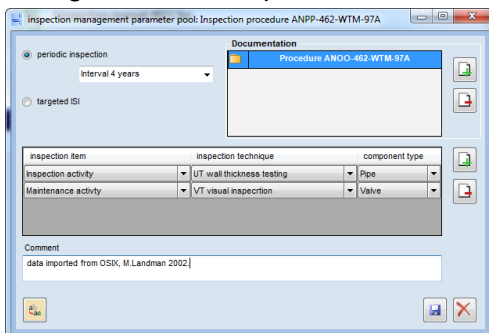 inspection management parameter pool: Inspection procedure ANPP-462-WTM-97A
Documentation
periodic inspection
Procedure ANOO-462-WTM-97A
Interval 4 years
targeted ISI
inspection item inspection technique component type
Inspection activity UT wall thickness testing Pipe
Maintenance activty VT visual inspecrtion Valve
Comment
data imported from OSIX, M.Landman 2002.
ab
ac